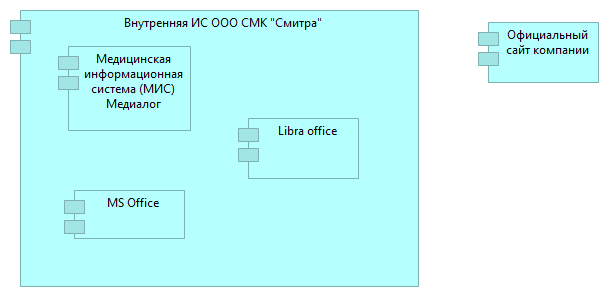 Внутренняя ИС ООО СМК "Смитра"
Медицинская
информационная
система (МИС)
Медиалог
Libra office
MS Office
Официальный
сайт компании